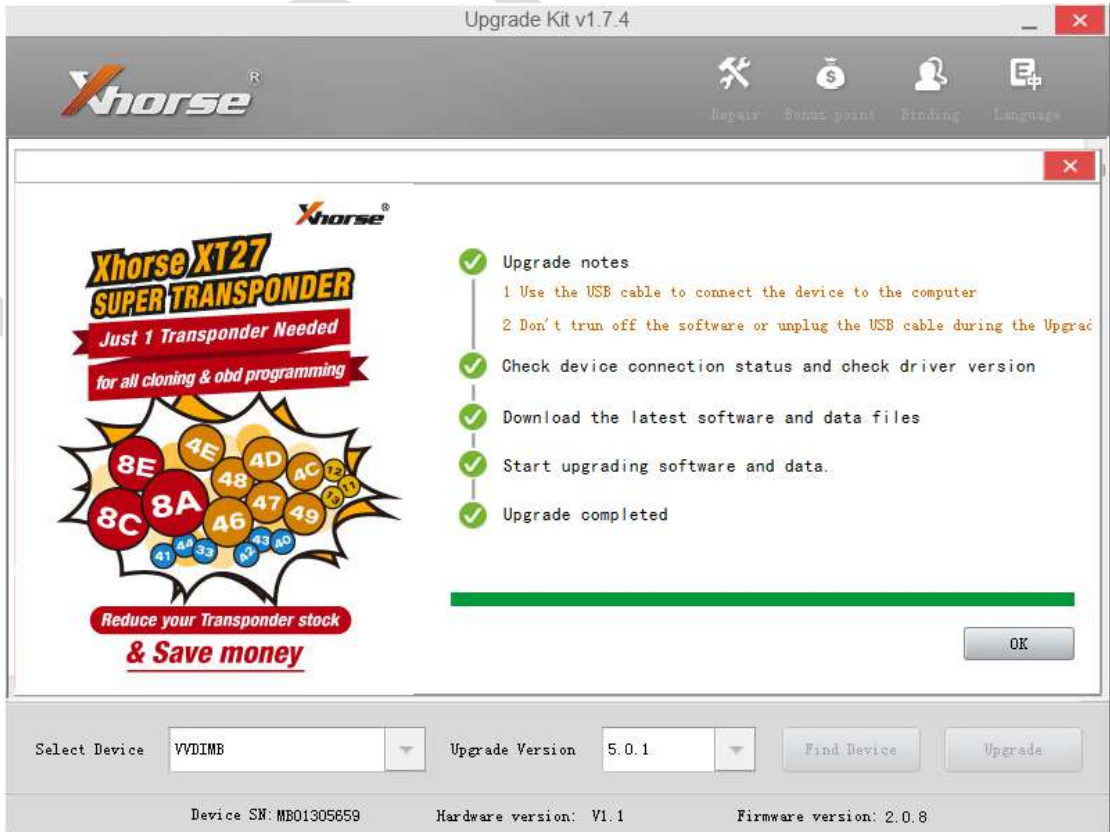 Upgrade Kit v1.7.4
Xhorse®
Repair
Bonus point
Binding
Language
Xhorse®
Xhorse XT27
SUPER TRANSPONDER
Just 1 Transponder Needed
for all cloning & obd programming
8E
4E
4D
4C
12
11
13
48
8A
47
49
8C
46
41
44
33
42
43
40
Reduce your Transponder stock
& Save money
Upgrade notes
1 Use the USB cable to connect the device to the computer
2 Don't trun off the software or unplug the USB cable during the Upgrad
Check device connection status and check driver version
Download the latest software and data files
Start upgrading software and data.
Upgrade completed
OK
Select Device VVDIMB Upgrade Version 5.0.1 Find Device Upgrade
Device SN: MB01305659 Hardware version: V1.1 Firmware version: 2.0.8